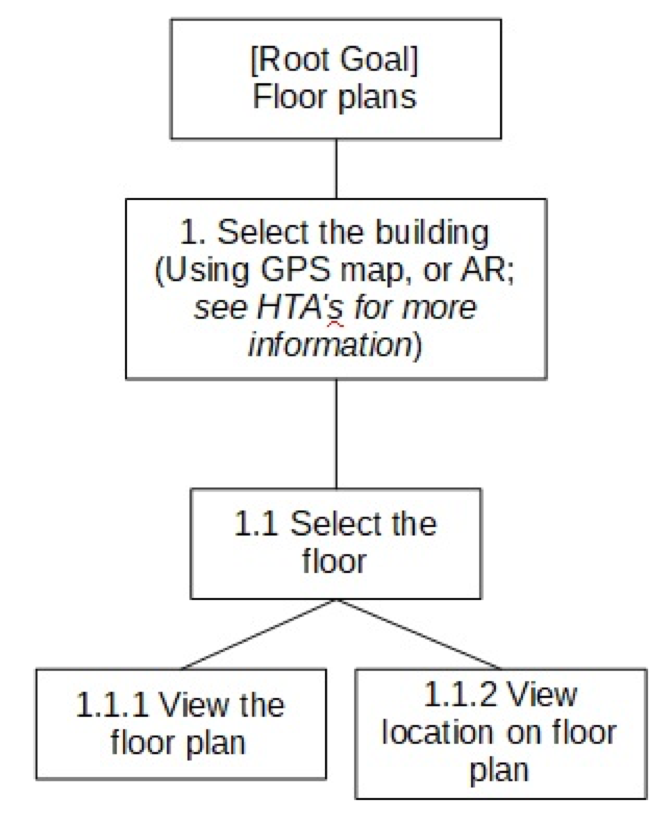 [Root Goal]
Floor plans
1. Select the building
(Using GPS map, or AR;
see HTA's for more
information)
1.1 Select the
floor
1.1.1 View the
floor plan
1.1.2 View
location on floor
plan